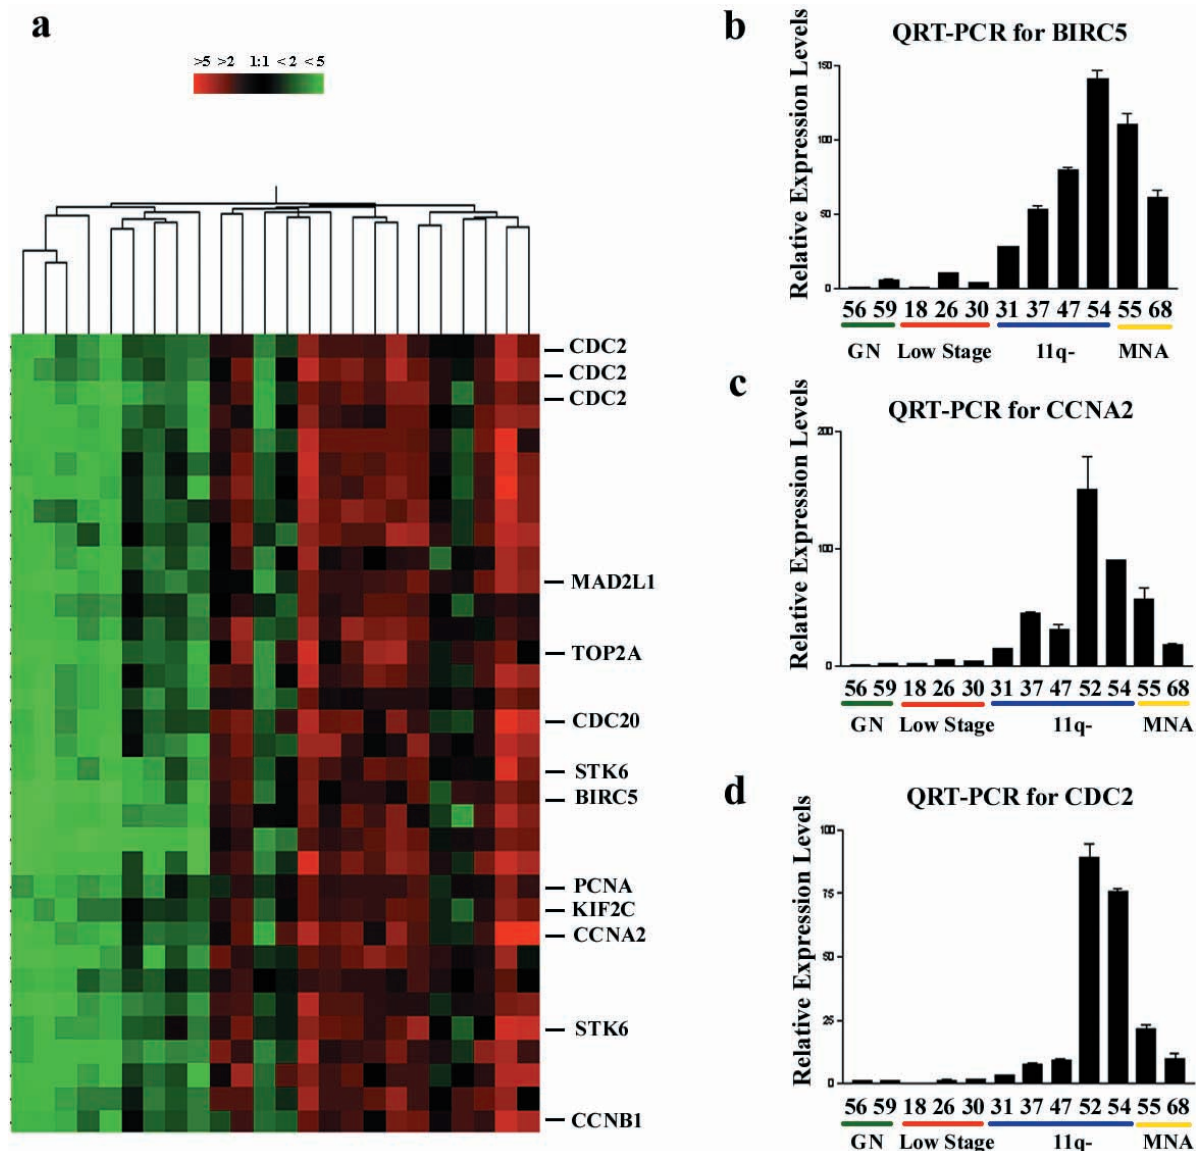 a
>5 >2 1:1 <2 <5
CDC2
CDC2
CDC2
MAD2L1
TOP2A
CDC20
STK6
BIRC5
PCNA
KIF2C
CCNA2
STK6
CCNB1
b
QRT-PCR for BIRC5
Relative Expression Levels
150
100
50
0
56 59 18 26 30 31 37 47 54 55 68
GN Low Stage 11q- MNA
c
QRT-PCR for CCNA2
Relative Expression Levels
200
100
0
56 59 18 26 30 31 37 47 52 54 55 68
GN Low Stage 11q- MNA
d
QRT-PCR for CDC2
Relative Expression Levels
100
75
50
25
0
56 59 18 26 30 31 37 47 52 54 55 68
GN Low Stage 11q- MNA